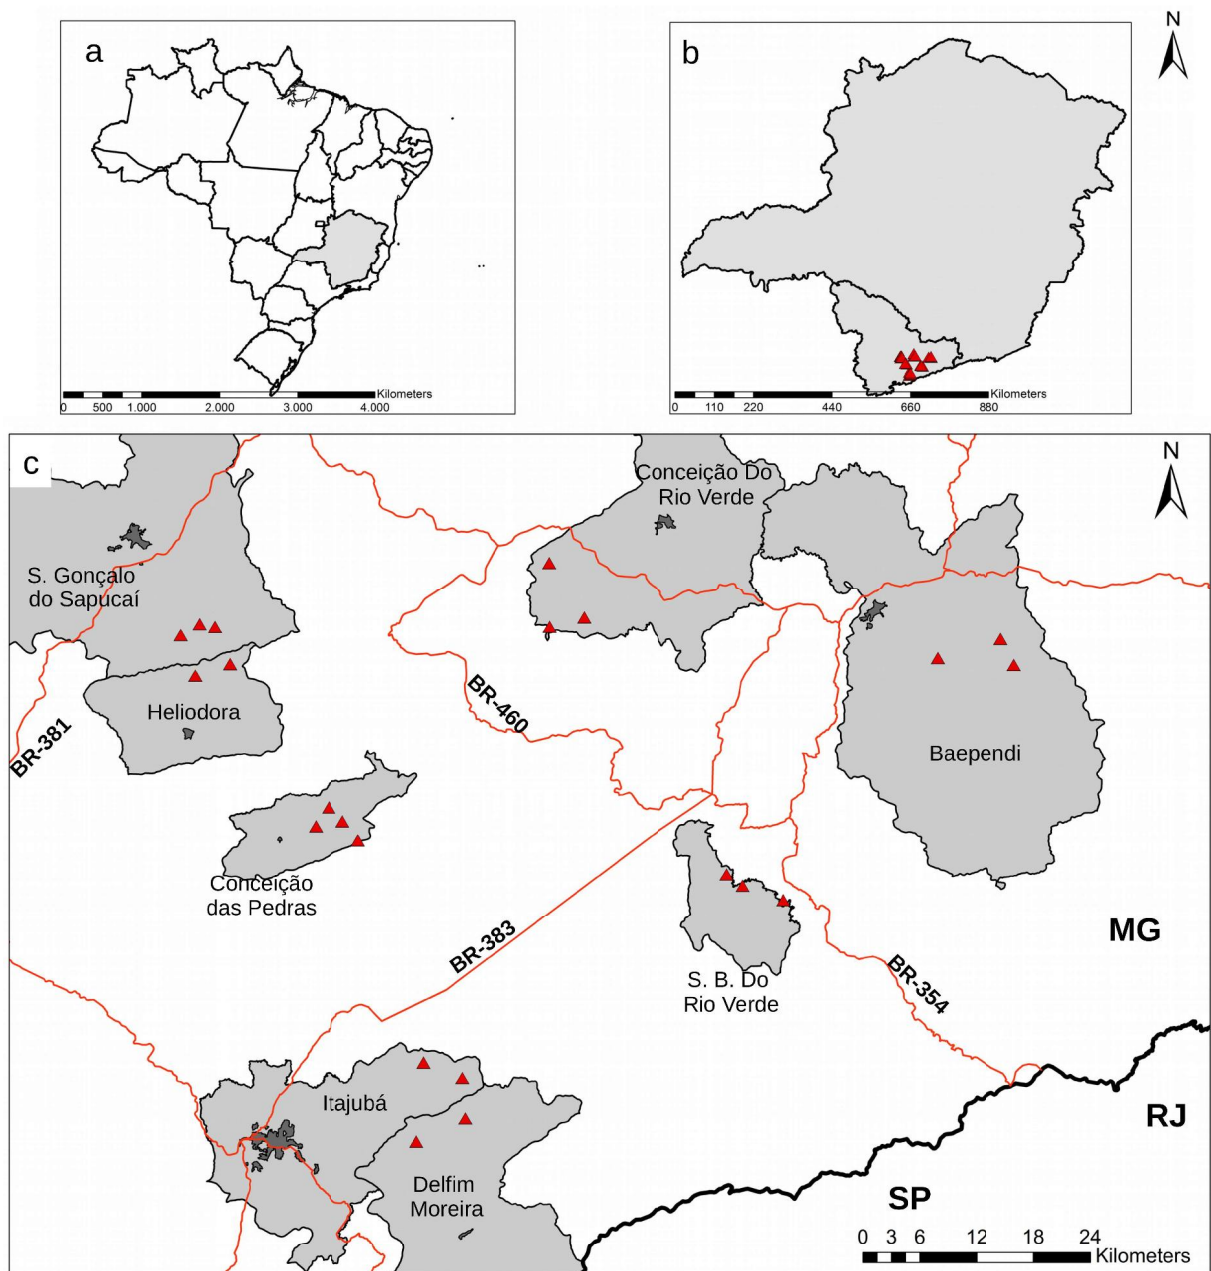 a
b
N
Kilometers
0 500 1.000 2.000 3.000 4.000
Kilometers
0 110 220 440 660 880
c
N
Conceição Do
Rio Verde
S. Gonçalo
do Sapucaí
Heliodora
BR-460
BR-381
Baependi
Conceição
das Pedras
BR-383
MG
S. B. Do
Rio Verde
BR-354
Itajubá
RJ
Delfim
Moreira
SP
0 3 6 12 18 24
Kilometers